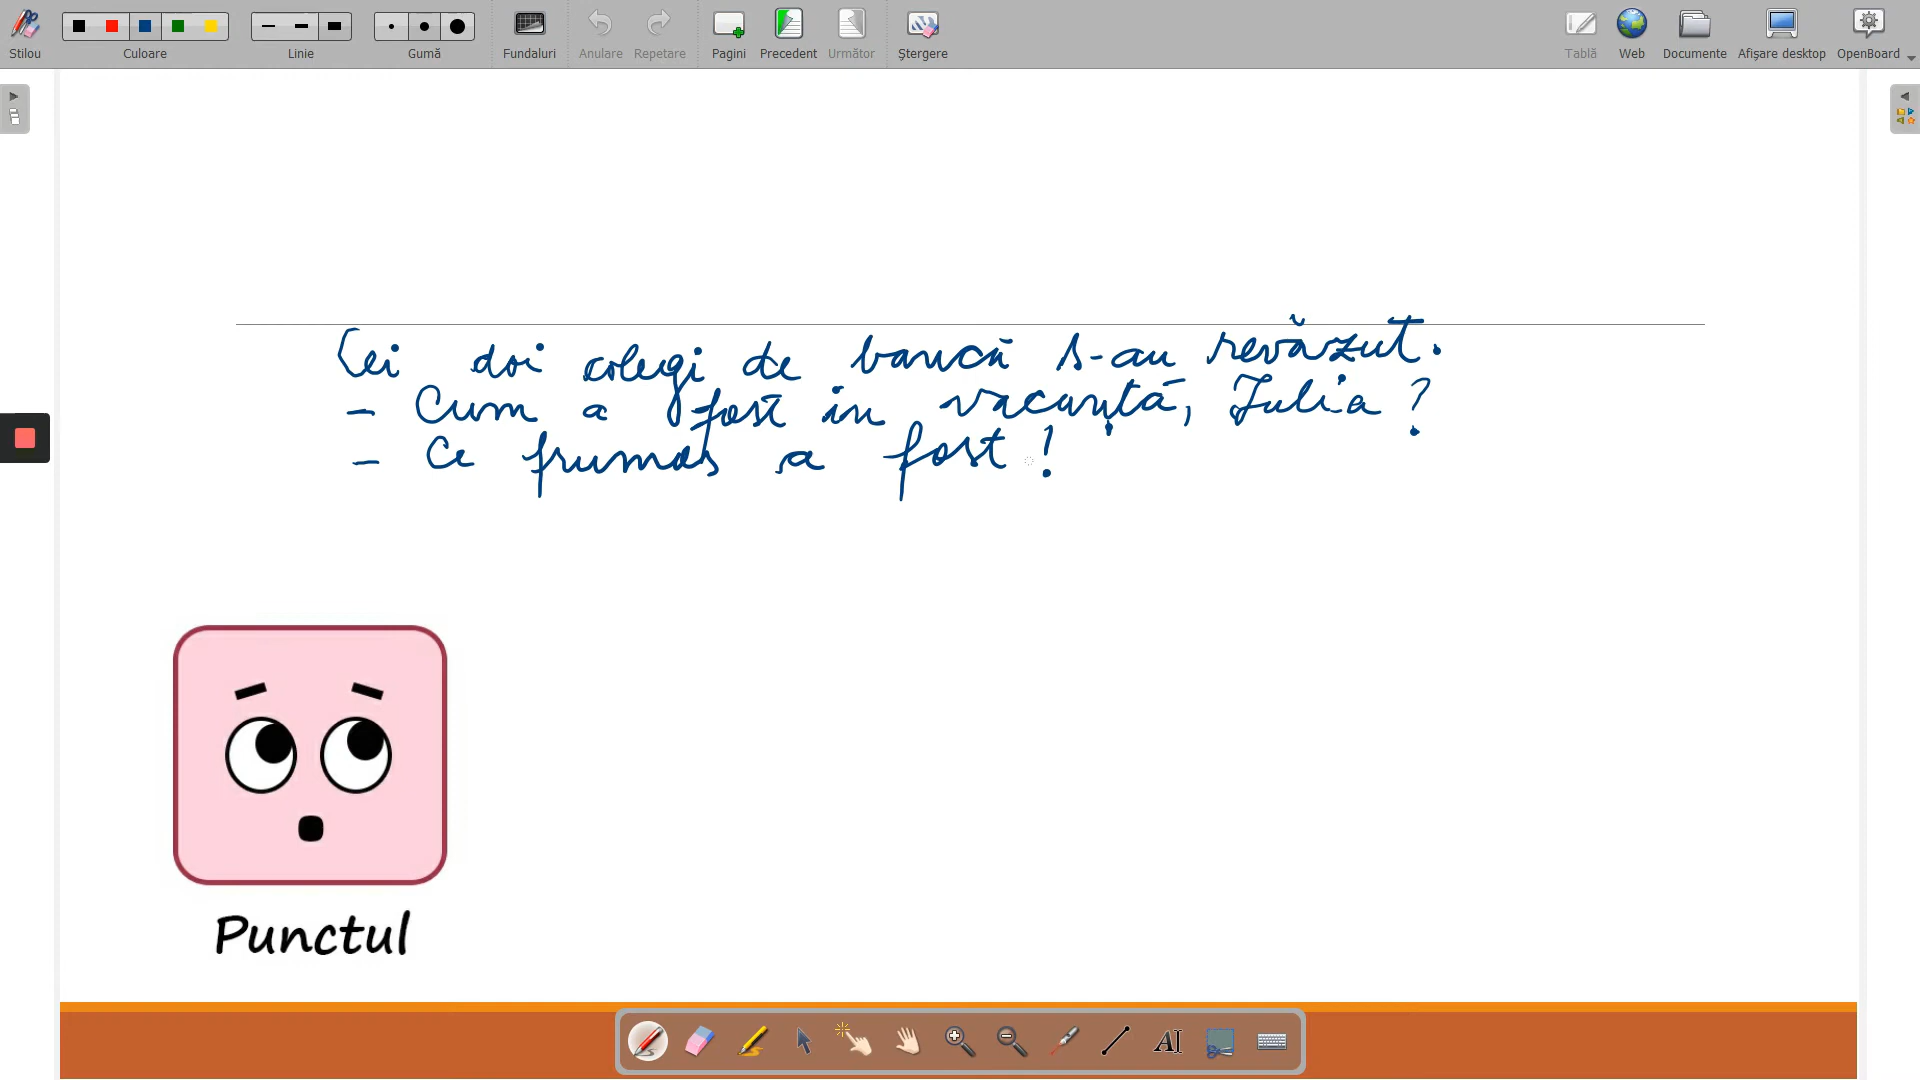 Stilou
Culoare
Linie
Gumă
Fundaluri
Anulare
Repetare
Pagini
Precedent
Următor
Ștergere
Tablă
Web
Documente
Afișare desktop
OpenBoard
Cei doi colegi de bancă s-au revăzut.
- Cum a fost in vacanță, Iulia?
- Ce frumos a fost!
Punctul